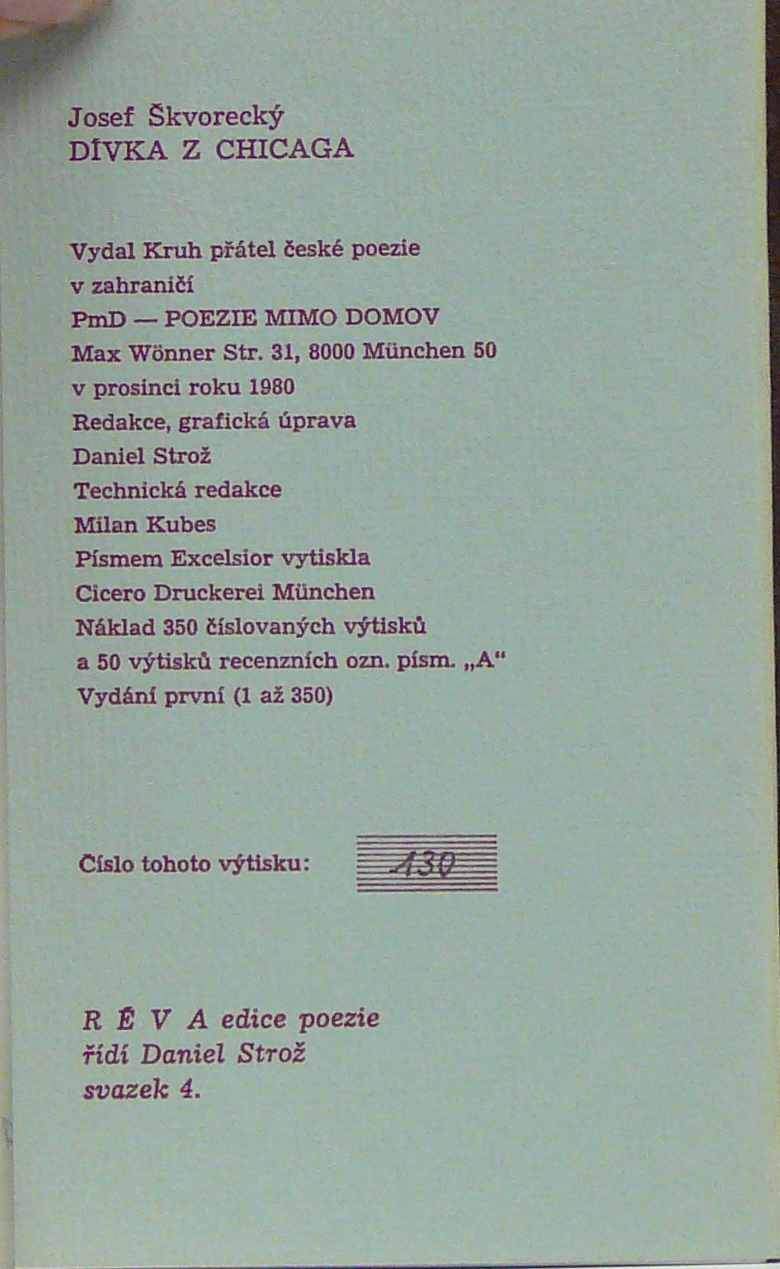 Josef Škvorecký
DÍVKA Z CHICAGA
Vydal Kruh přátel české poezie
v zahraničí
PmD — POEZIE MIMO DOMOV
Max Wönner Str. 31, 8000 München 50
v prosinci roku 1980
Redakce, grafická úprava
Daniel Strož
Technická redakce
Milan Kubes
Písmem Excelsior vytiskla
Cicero Druckerei München
Náklad 350 číslovaných výtisků
a 50 výtisků recenzních ozn. písm. „A“
Vydání první (1 až 350)
Číslo tohoto výtisku: 130
R É V A edice poezie
řídí Daniel Strož
svazek 4.